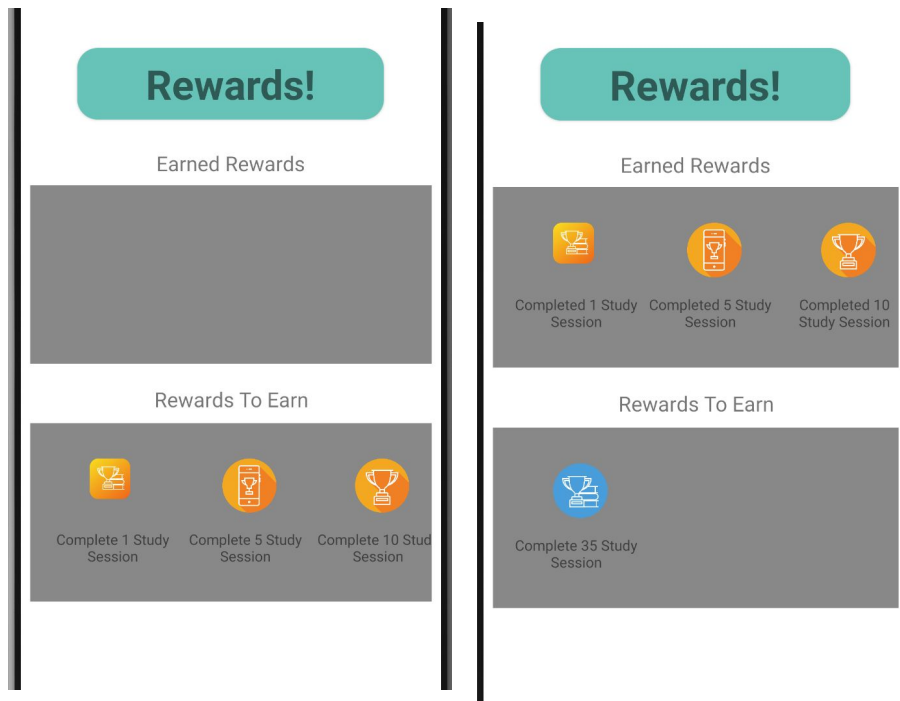 Rewards!
Earned Rewards
Rewards To Earn
Complete 1 Study
Session
Complete 5 Study
Session
Complete 10 Stud
Session
Rewards!
Earned Rewards
Completed 1 Study
Session
Completed 5 Study
Session
Completed 10
Study Session
Rewards To Earn
Complete 35 Study
Session